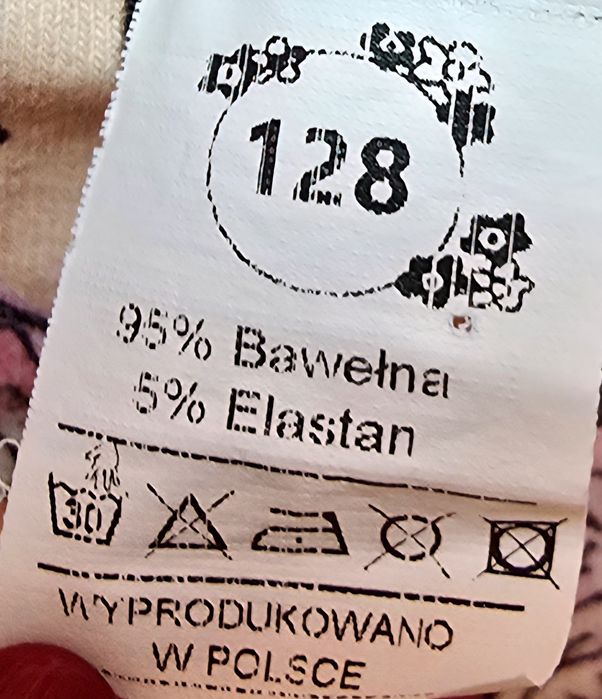 128
95% Bawełna
5% Elastan
30
WYPRODUKOWANO
W POLSCE